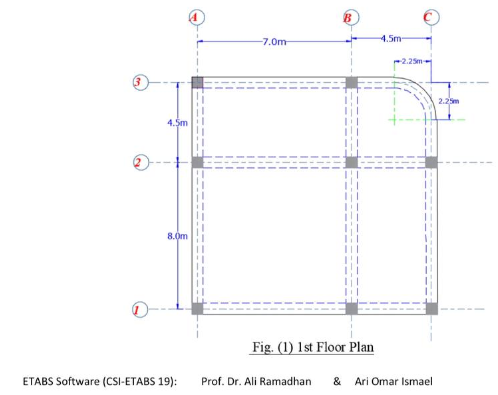 A
B
C
7.0m
4.5m
2.25m
3
2.25m
4.5m
2
8.0m
1
Fig. (1) 1st Floor Plan
ETABS Software (CSI-ETABS 19): Prof. Dr. Ali Ramadhan & Ari Omar Ismael